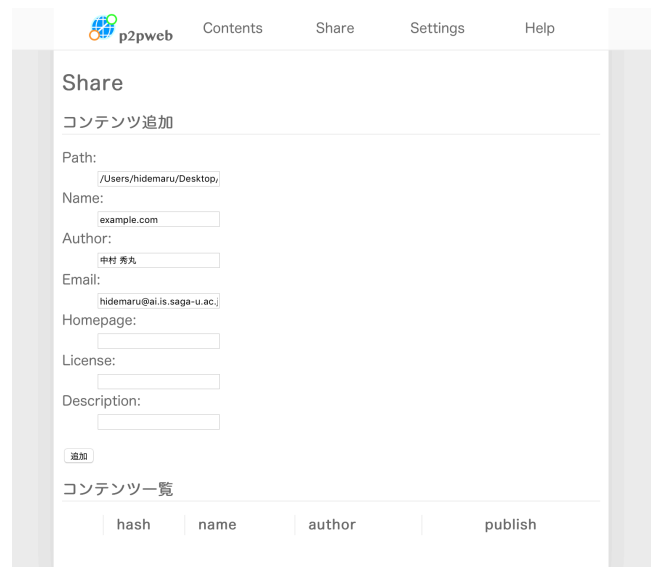 p2pweb Contents Share Settings Help
Share
コンテンツ追加
Path:
/Users/hidemaru/Desktop/
Name:
example.com
Author:
中村 秀丸
Email:
hidemaru@ai.is.saga-u.ac.j
Homepage:
License:
Description:
追加
コンテンツ一覧
hash name author publish